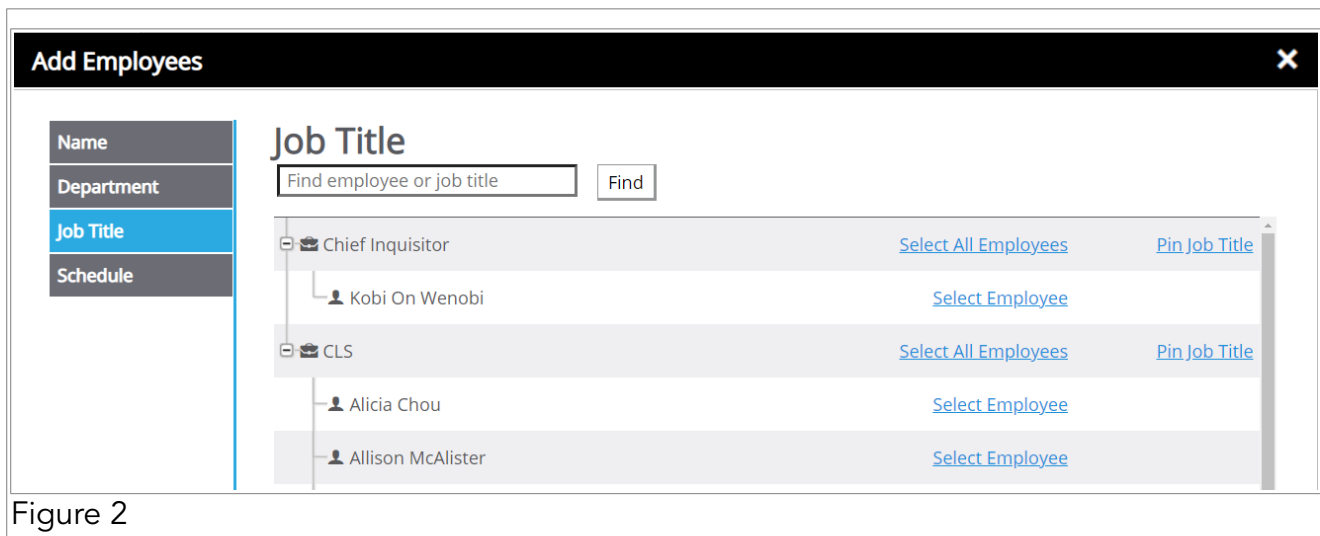 Add Employees ×
Name
Department
Job Title
Schedule
Job Title
Find employee or job title Find
Chief Inquisitor Select All Employees Pin Job Title
Kobi On Wenobi Select Employee
CLS Select All Employees Pin Job Title
Alicia Chou Select Employee
Allison McAlister Select Employee
Figure 2